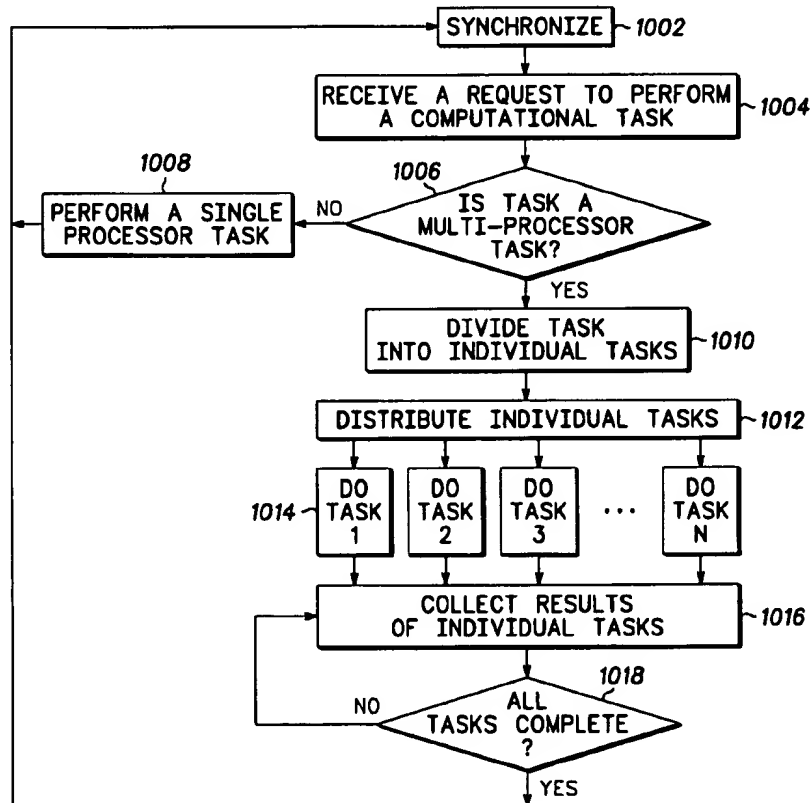 SYNCHRONIZE
1002
RECEIVE A REQUEST TO PERFORM
A COMPUTATIONAL TASK
1004
1008
1006
PERFORM A SINGLE
PROCESSOR TASK
NO
IS TASK A
MULTI-PROCESSOR
TASK?
YES
DIVIDE TASK
INTO INDIVIDUAL TASKS
1010
DISTRIBUTE INDIVIDUAL TASKS
1012
1014
DO
TASK
1
DO
TASK
2
DO
TASK
3
...
DO
TASK
N
COLLECT RESULTS
OF INDIVIDUAL TASKS
1016
1018
NO
ALL
TASKS COMPLETE
?
YES